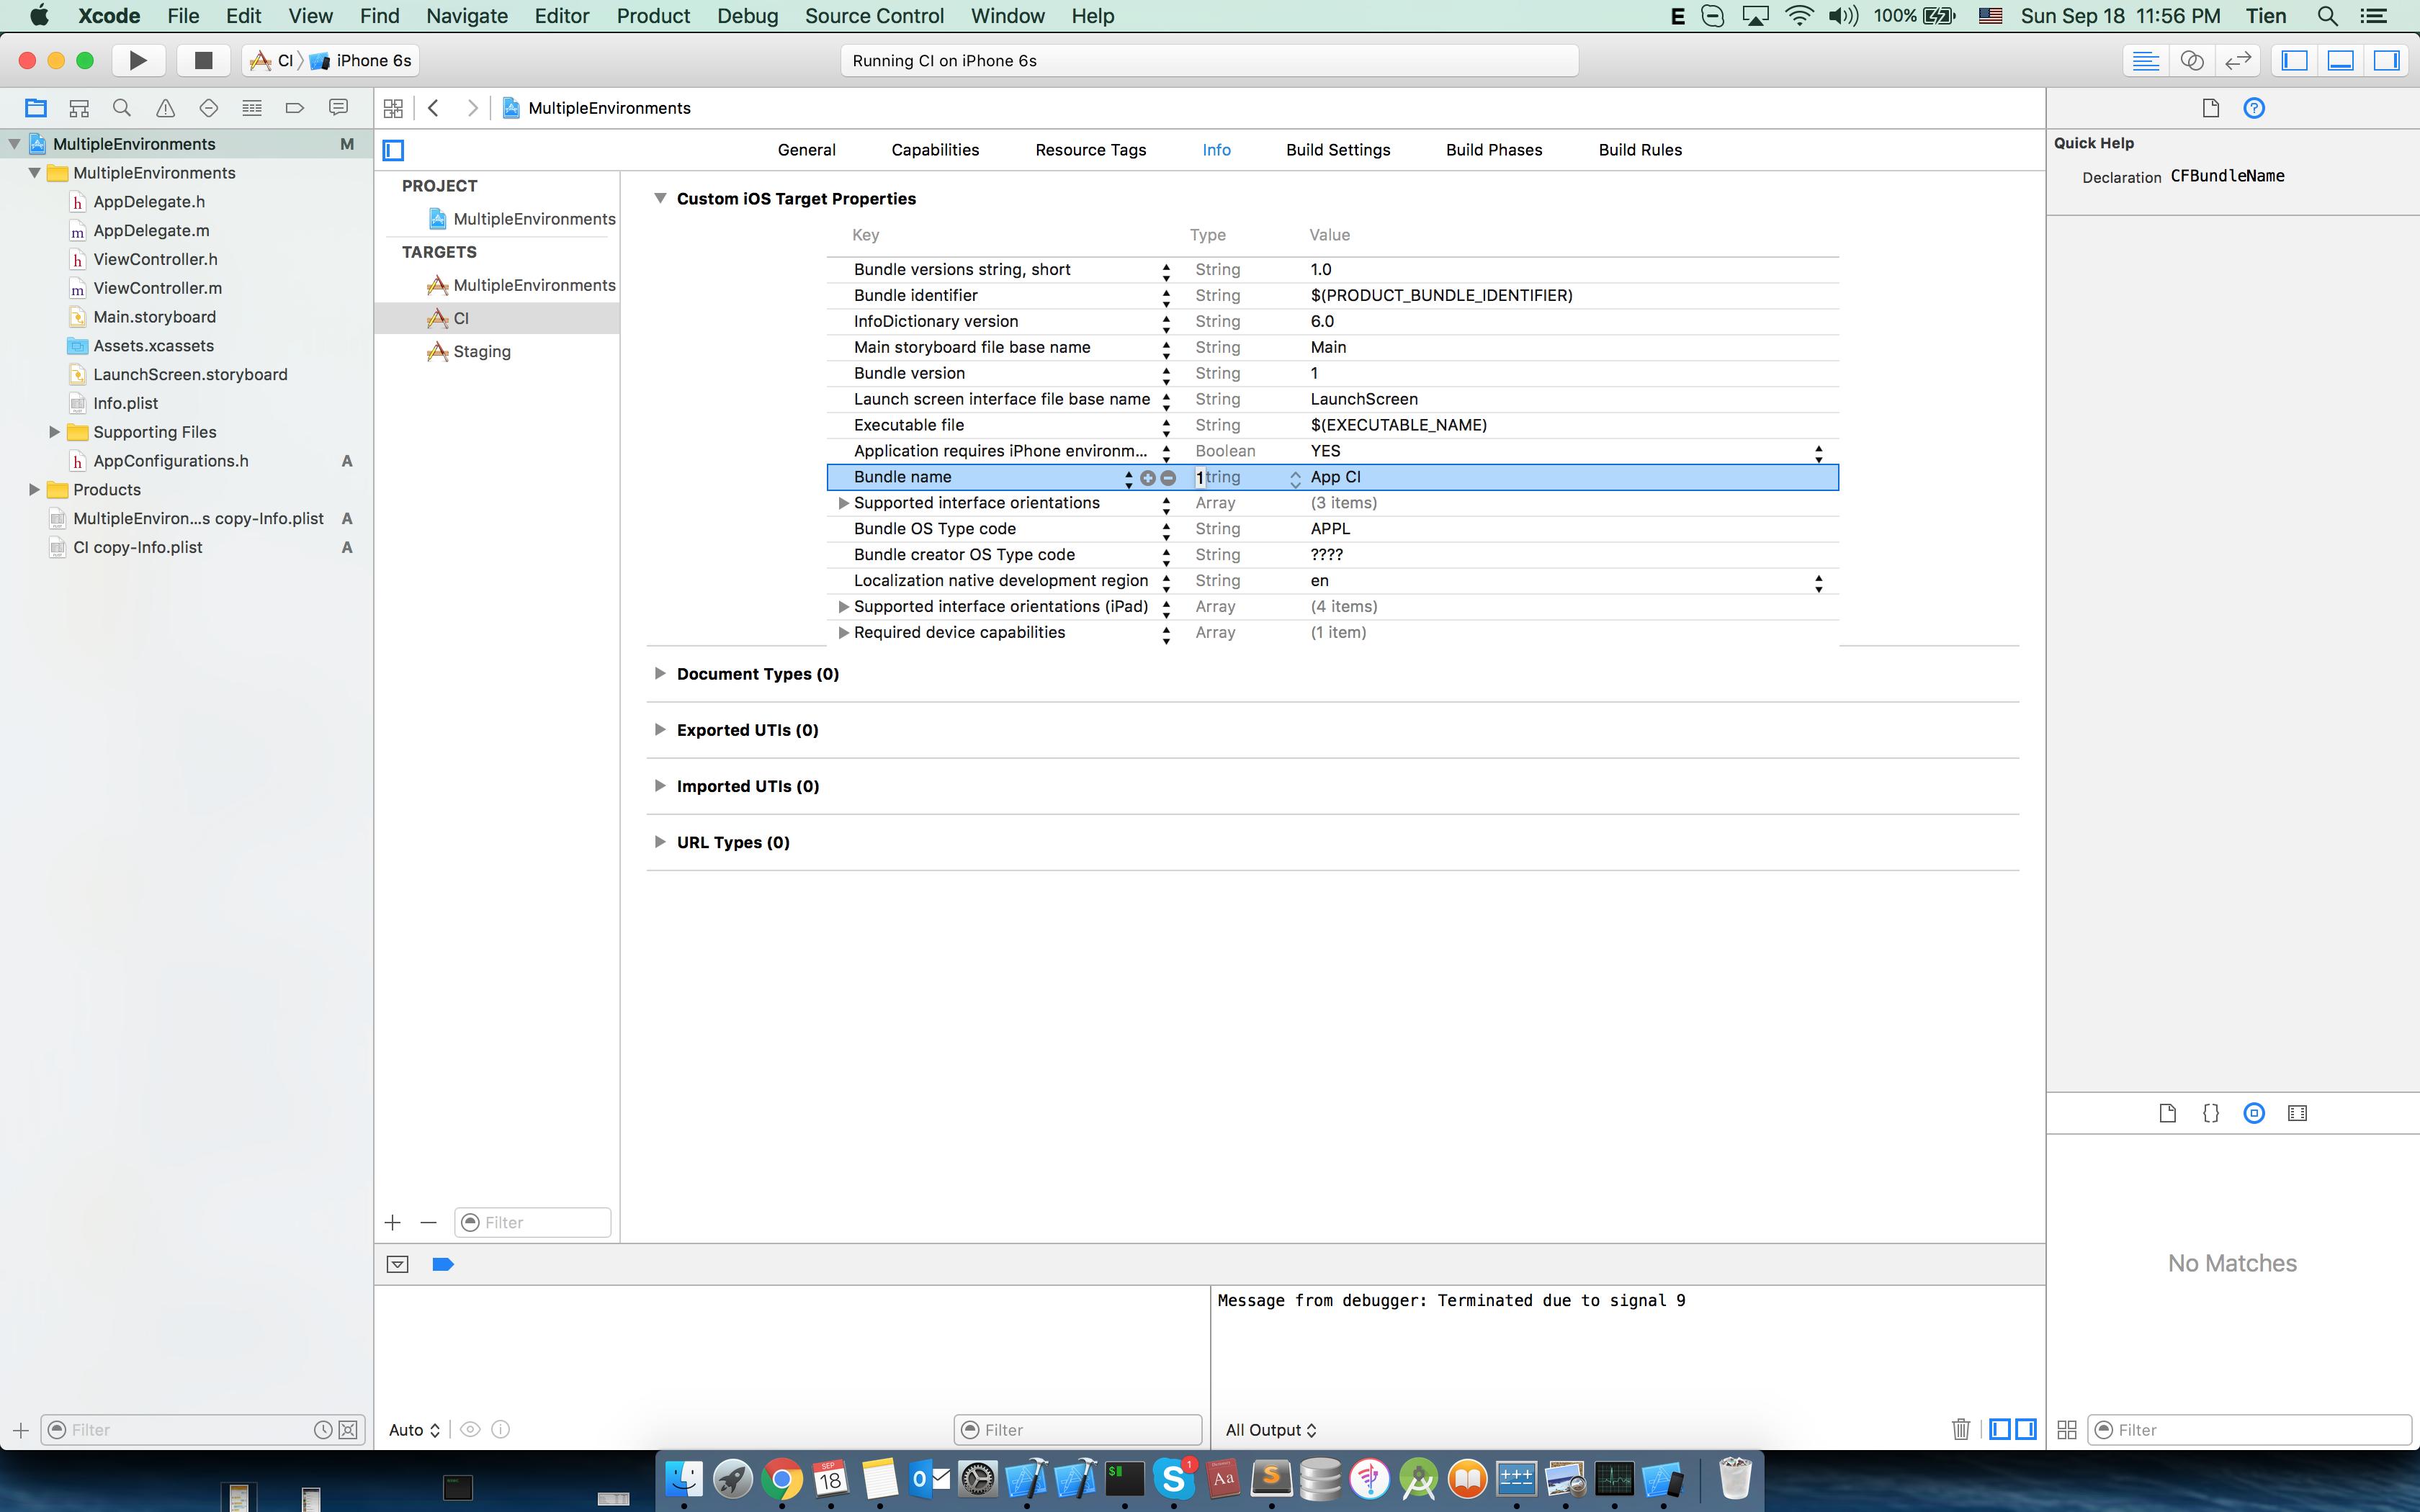 Xcode File Edit View Find Navigate Editor Product Debug Source Control Window Help E 100% Sun Sep 18 11:56 PM Tien
CI iPhone 6s
Running CI on iPhone 6s
MultipleEnvironments
MultipleEnvironments M
MultipleEnvironments
h AppDelegate.h
m AppDelegate.m
h ViewController.h
m ViewController.m
Main.storyboard
Assets.xcassets
LaunchScreen.storyboard
Info.plist
Supporting Files
h AppConfigurations.h A
Products
MultipleEnviron...s copy-Info.plist A
CI copy-Info.plist A
Filter
General Capabilities Resource Tags Info Build Settings Build Phases Build Rules
PROJECT
MultipleEnvironments
TARGETS
MultipleEnvironments
CI
Staging
Filter
Custom iOS Target Properties
Key Type Value
Bundle versions string, short String 1.0
Bundle identifier String $(PRODUCT_BUNDLE_IDENTIFIER)
InfoDictionary version String 6.0
Main storyboard file base name String Main
Bundle version String 1
Launch screen interface file base name String LaunchScreen
Executable file String $(EXECUTABLE_NAME)
Application requires iPhone environm... Boolean YES
Bundle name 1tring App CI
Supported interface orientations Array (3 items)
Bundle OS Type code String APPL
Bundle creator OS Type code String ????
Localization native development region String en
Supported interface orientations (iPad) Array (4 items)
Required device capabilities Array (1 item)
Document Types (0)
Exported UTIs (0)
Imported UTIs (0)
URL Types (0)
Quick Help
Declaration CFBundleName
{}
No Matches
Filter
Message from debugger: Terminated due to signal 9
Auto Filter
All Output
SEP
18
1
Aa
S